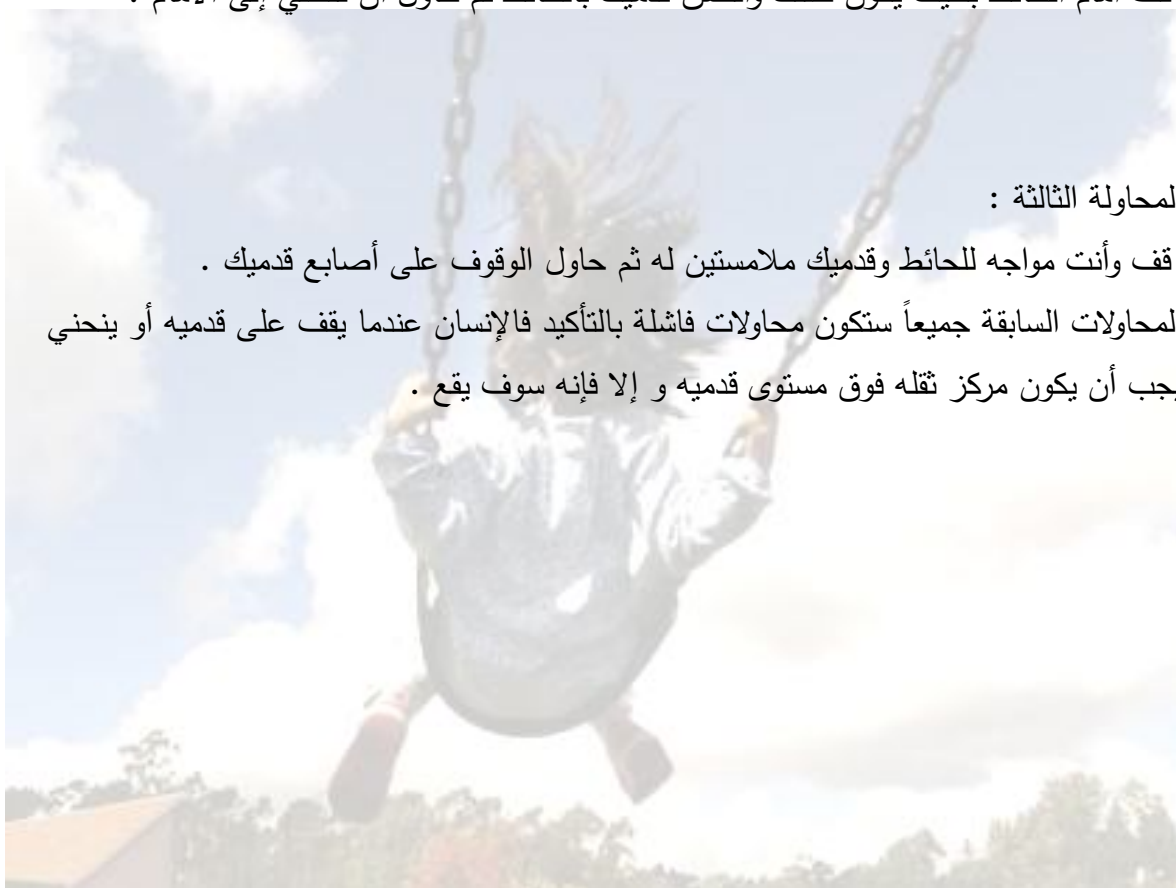 لمحاولة الثالثة :
قف وأنت مواجه للحائط وقدميك ملامستين له ثم حاول الوقوف على أصابع قدميك .
لمحاولات السابقة جميعاً ستكون محاولات فاشلة بالتأكيد فالإنسان عندما يقف على قدميه أو ينحني
يجب أن يكون مركز ثقله فوق مستوى قدميه و إلا فإنه سوف يقع .